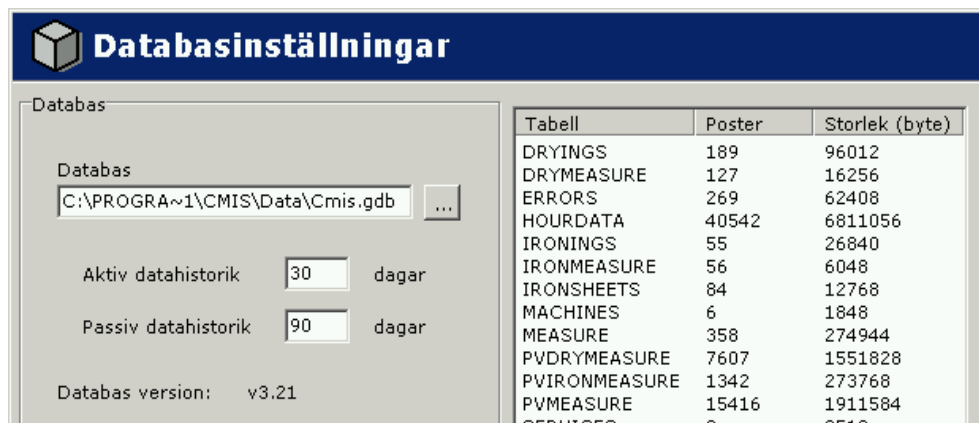 Databasinställningar
Databas
Databas
C:\PROGRA~1\CMIS\Data\Cmis.gdb ...
Aktiv datahistorik 30 dagar
Passiv datahistorik 90 dagar
Databas version: v3.21
Tabell Poster Storlek (byte)
DRYINGS 189 96012
DRYMEASURE 127 16256
ERRORS 269 62408
HOURDATA 40542 6811056
IRONINGS 55 26840
IRONMEASURE 56 6048
IRONSHEETS 84 12768
MACHINES 6 1848
MEASURE 358 274944
PVDRYMEASURE 7607 1551828
PVIRONMEASURE 1342 273768
PVMEASURE 15416 1911584